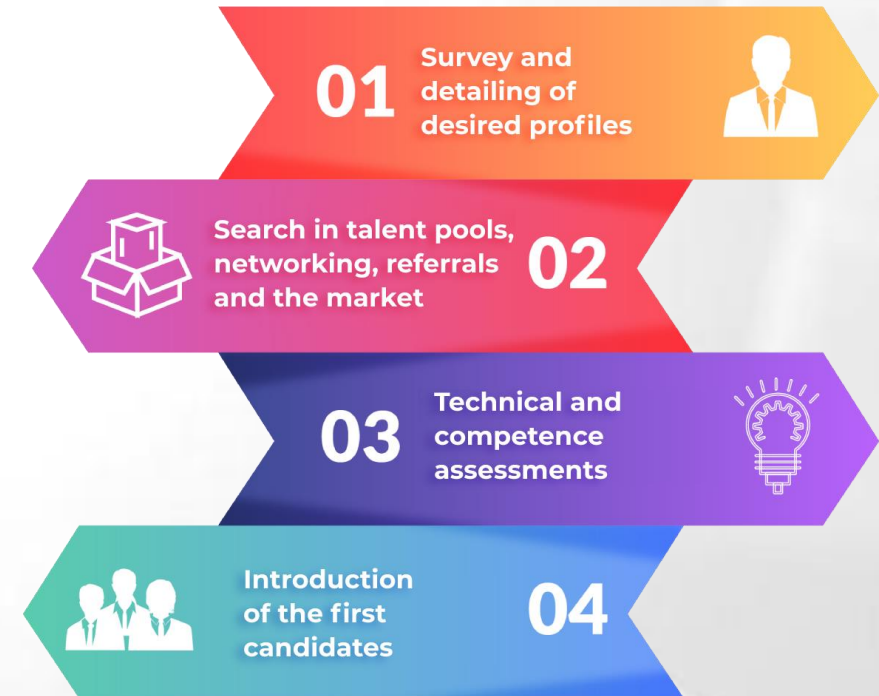 01
Survey and
detailing of
desired profiles
Search in talent pools,
networking, referrals
and the market
02
03
Technical and
competence
assessments
Introduction
of the first
candidates
04